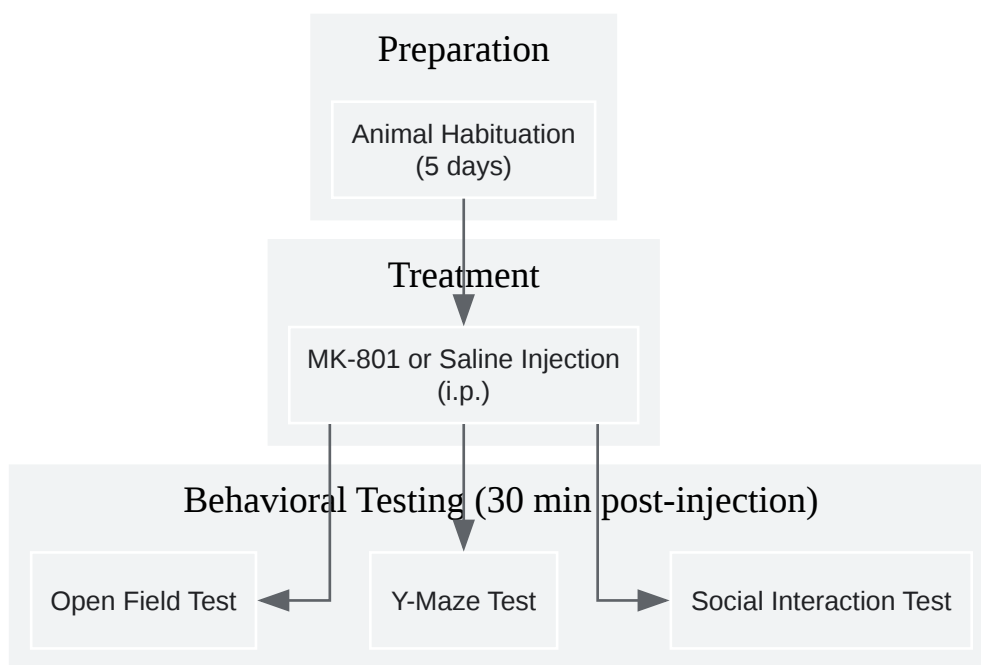 Preparation
Animal Habituation
(5 days)
Treatment
MK-801 or Saline Injection
(i.p.)
Behavioral Testing (30 min post-injection)
Open Field Test
Y-Maze Test
Social Interaction Test